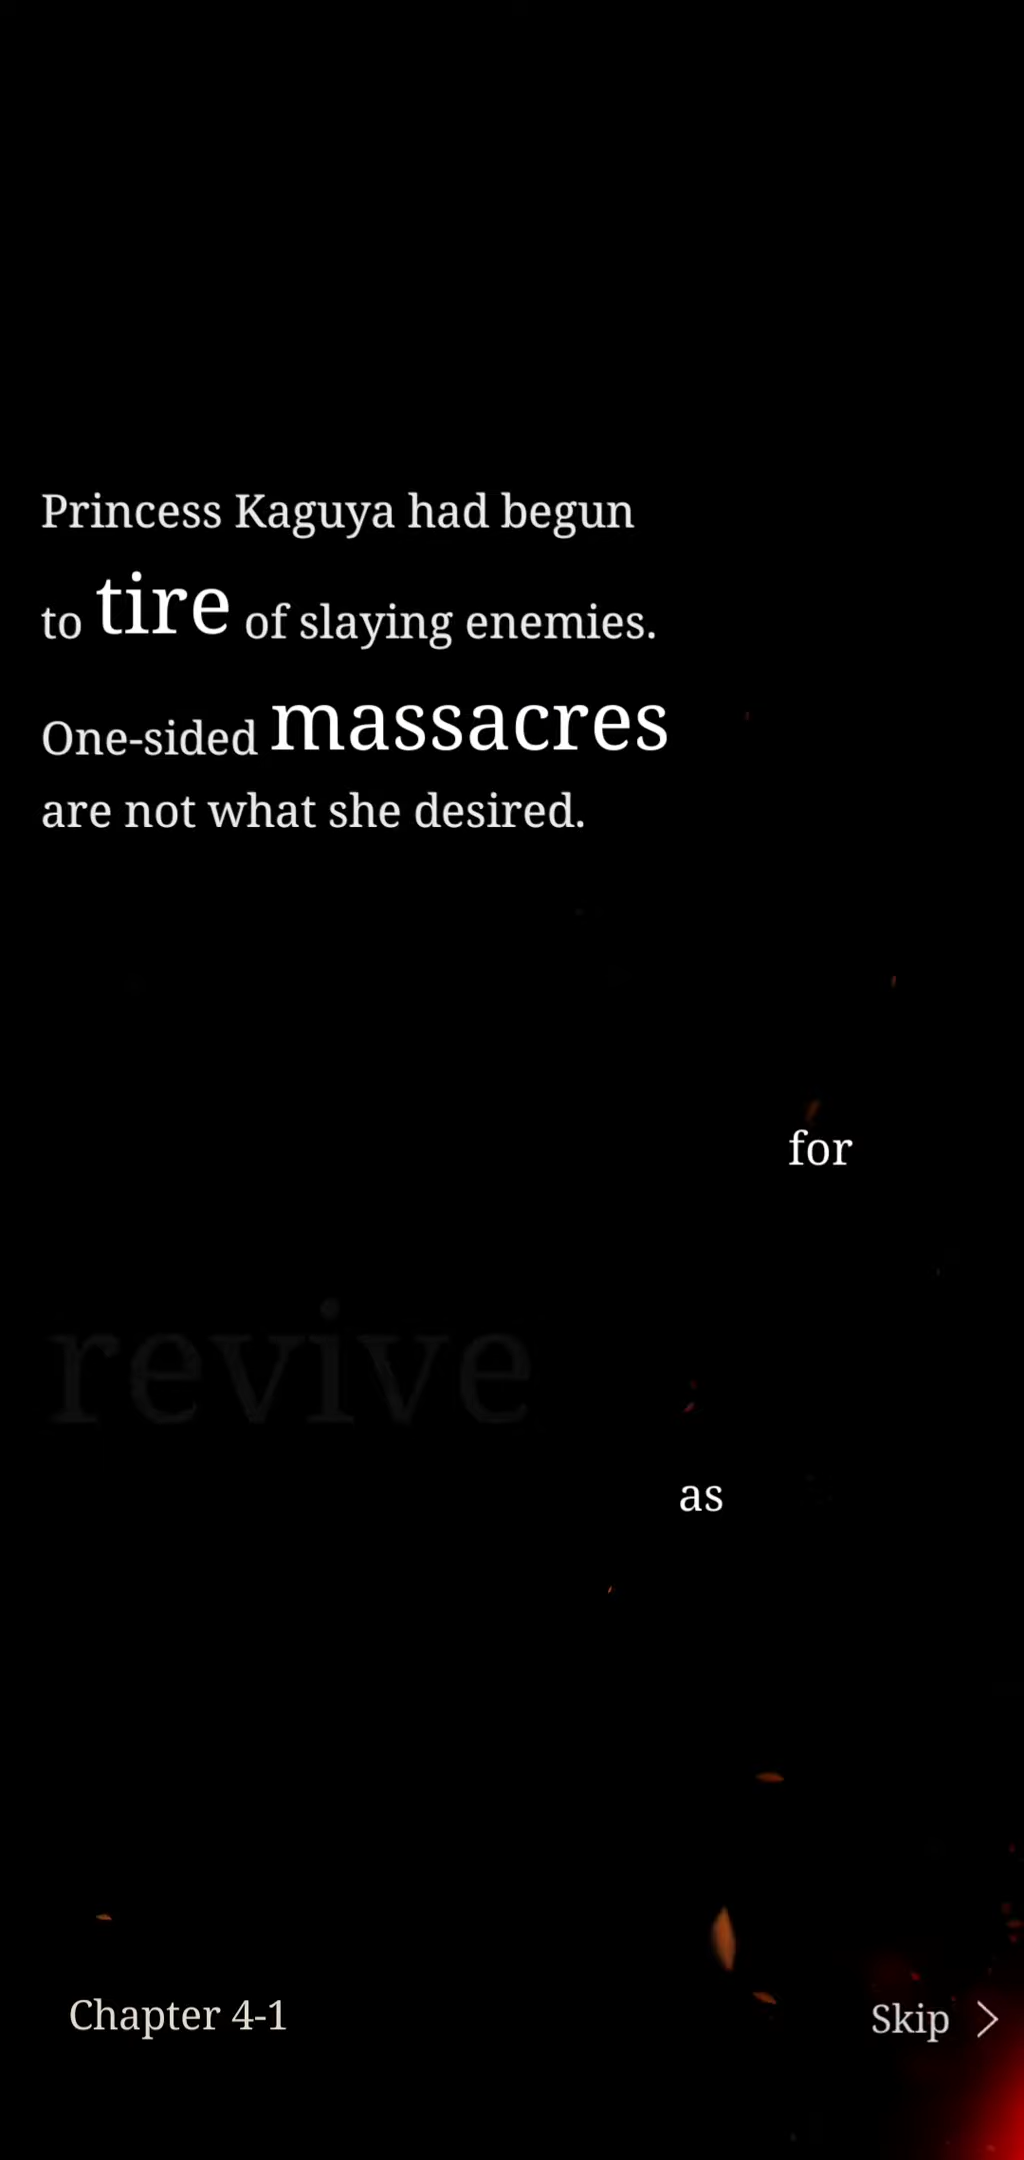 Princess Kaguya had begun
to tire of slaying enemies.
One-sided massacres
are not what she desired.
for
revive
as
Chapter 4-1
Skip